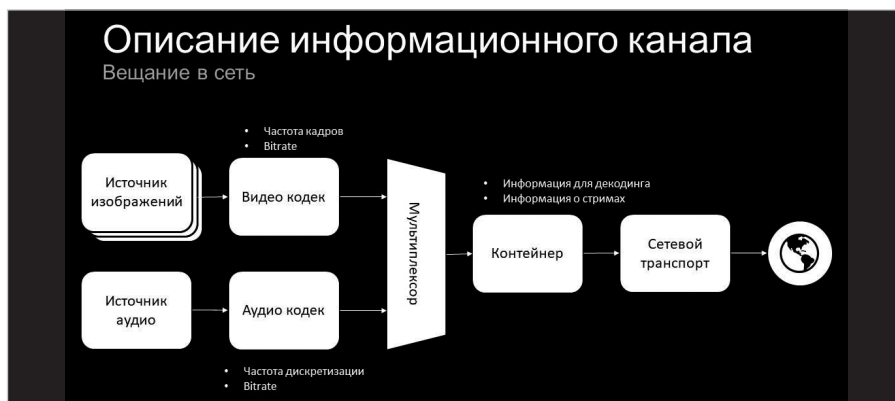 Описание информационного канала
Вещание в сеть
• Частота кадров
• Bitrate
Источник
изображений
Видео кодек
Мультиплексор
• Информация для декодинга
• Информация о стримах
Контейнер
Сетевой
транспорт
Источник
аудио
Аудио кодек
• Частота дискретизации
• Bitrate